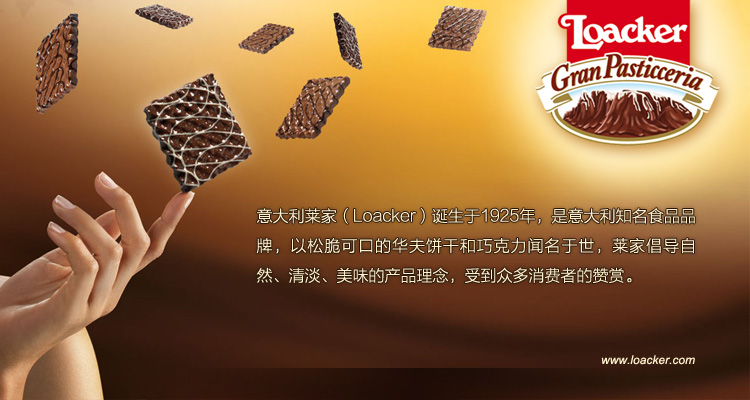 Loacker
Gran Pasticceria
意大利莱家（Loacker）诞生于1925年，是意大利知名食品品
牌，以松脆可口的华夫饼干和巧克力闻名于世，莱家倡导自
然、清淡、美味的产品理念，受到众多消费者的赞赏。
www.loacker.com